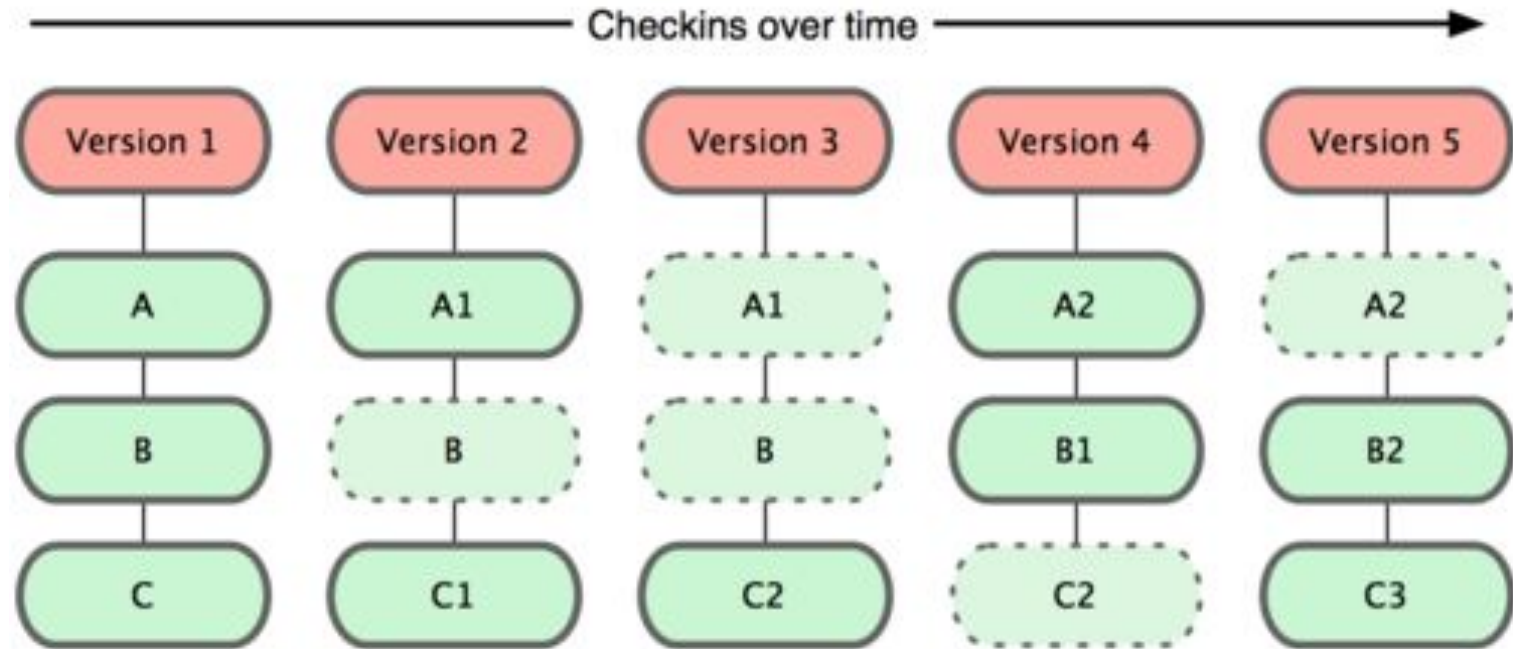 Checkins over time
Version 1 Version 2 Version 3 Version 4 Version 5
A A1 A1 A2 A2
B B B B1 B2
C C1 C2 C2 C3